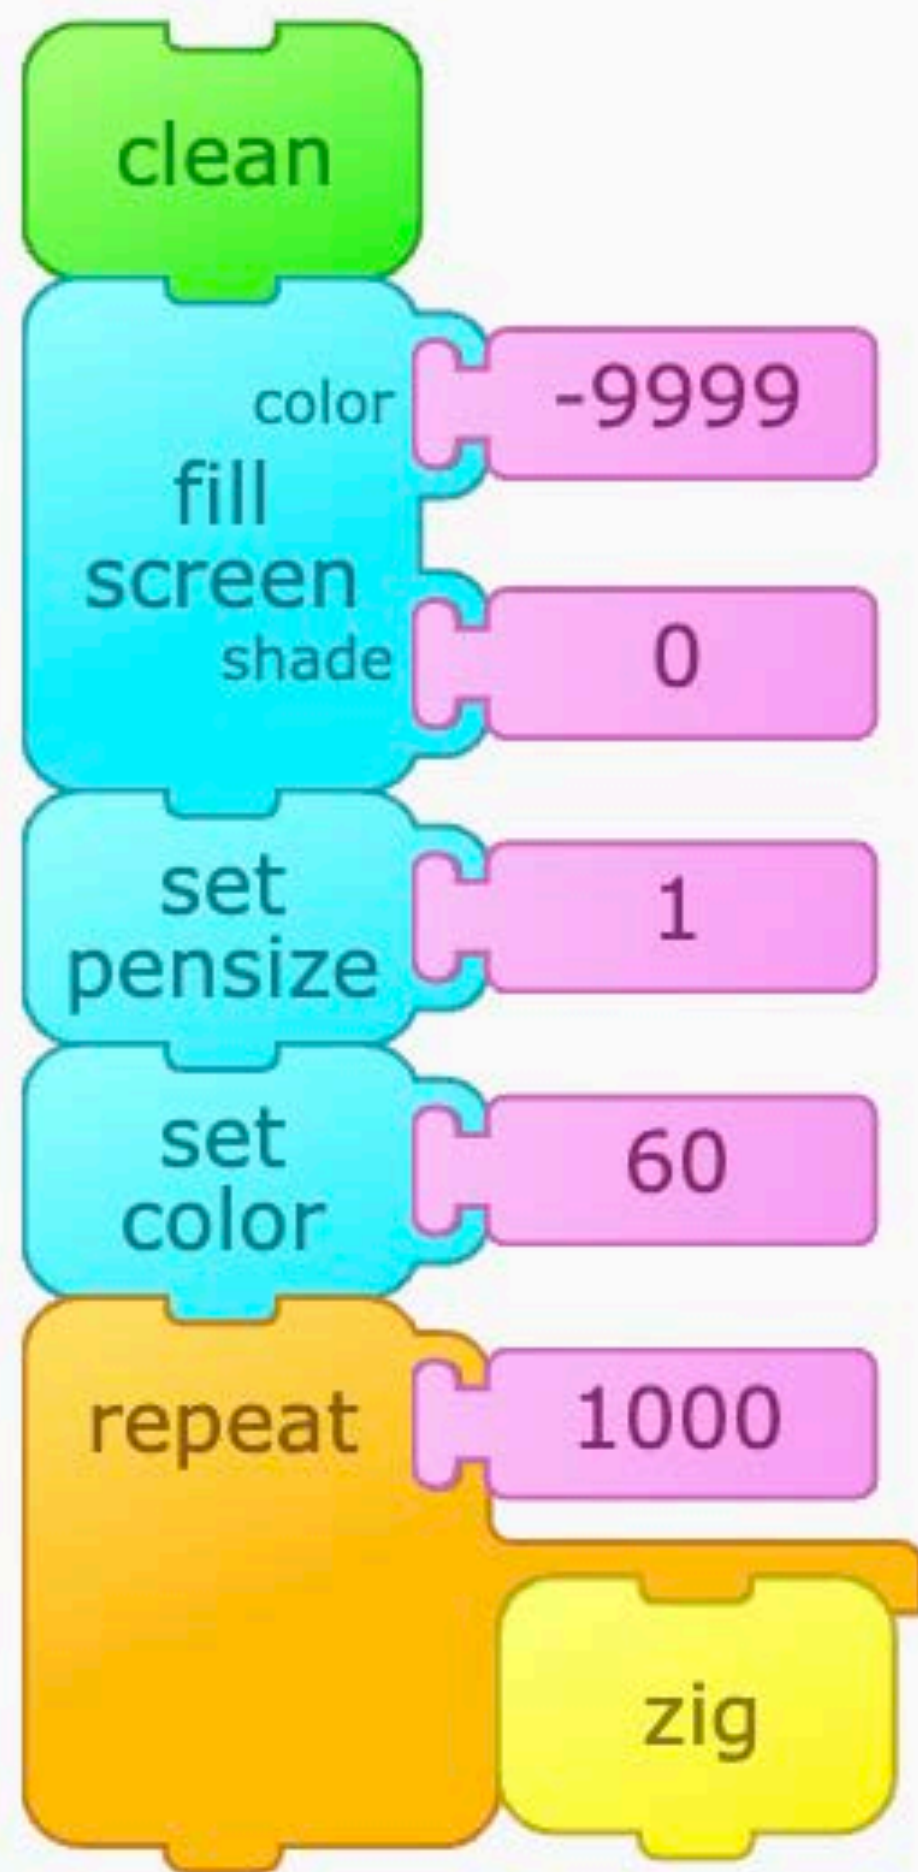 clean
color
-9999
fill
screen
shade
0
set
pensize
1
set
color
60
repeat
1000
zig